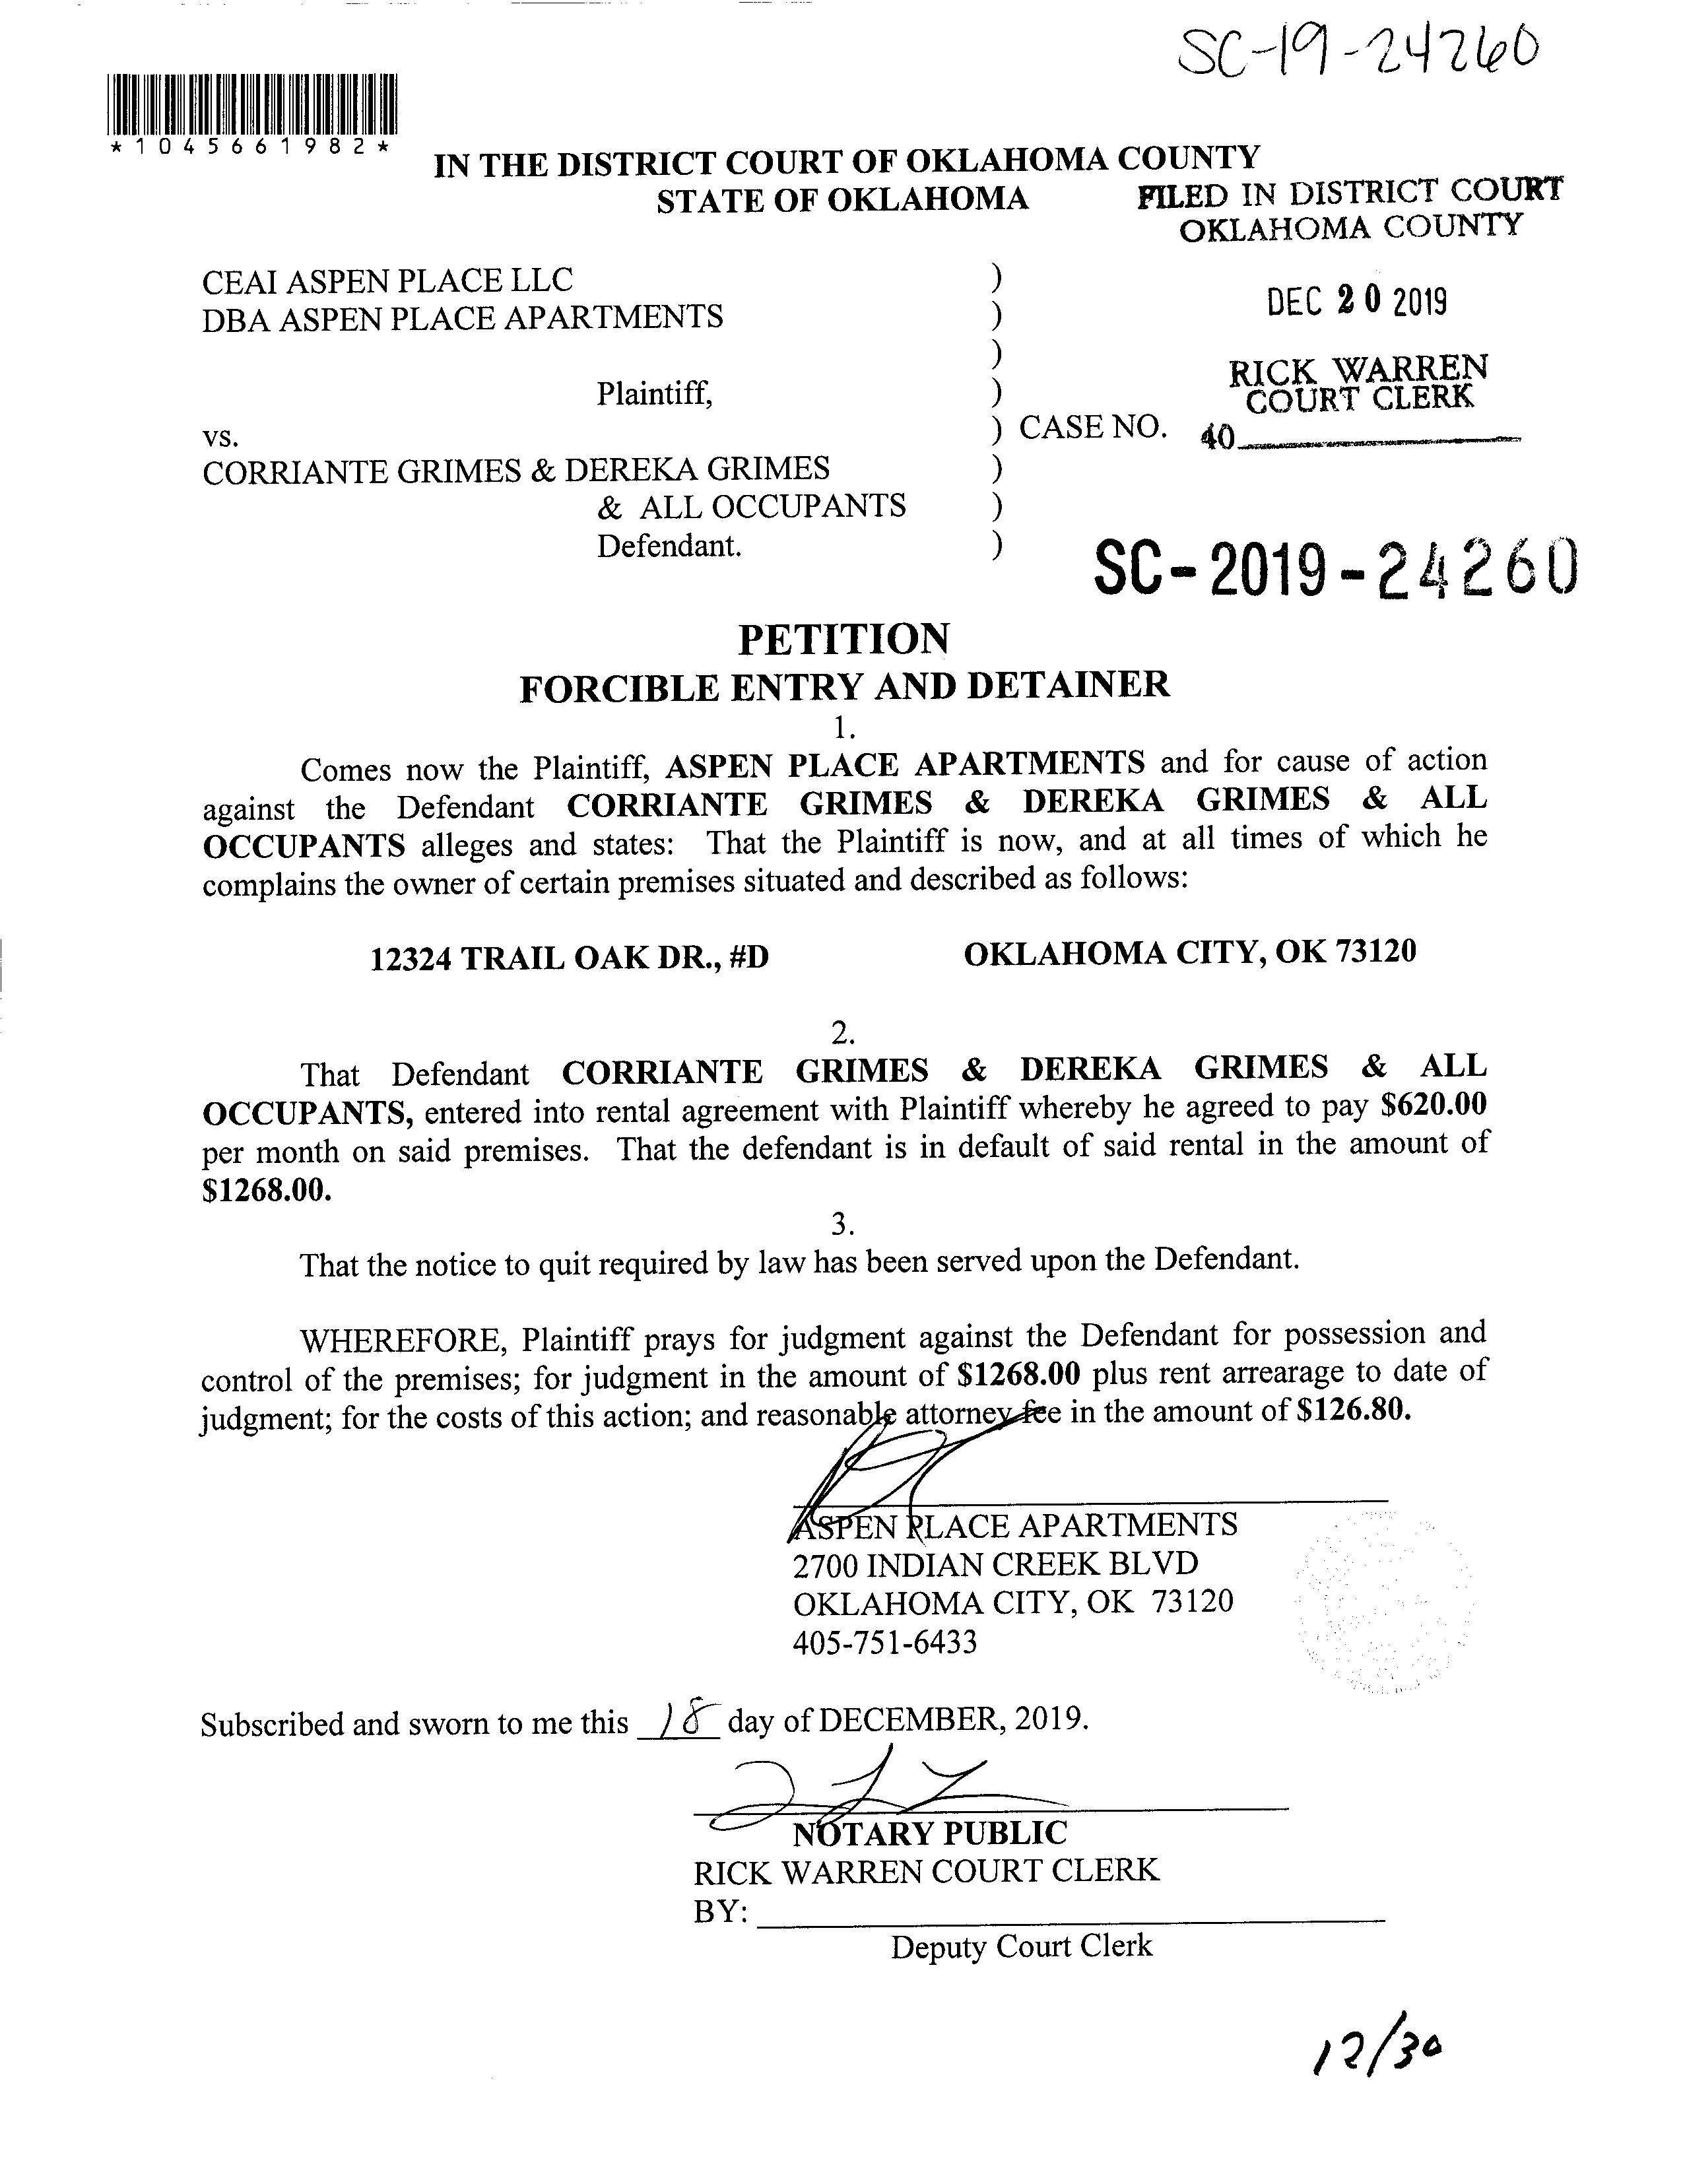 SC-19-24260
*1045661982*
IN THE DISTRICT COURT OF OKLAHOMA COUNTY
STATE OF OKLAHOMA
FILED IN DISTRICT COURT
OKLAHOMA COUNTY
CEAI ASPEN PLACE LLC )
DBA ASPEN PLACE APARTMENTS )
DEC 20 2019
)
RICK WARREN
COURT CLERK
Plaintiff, )
vs. ) CASE NO. 40
CORRIANTE GRIMES & DEREKA GRIMES )
& ALL OCCUPANTS )
Defendant. )
SC-2019-24260
PETITION
FORCIBLE ENTRY AND DETAINER
1.
Comes now the Plaintiff, ASPEN PLACE APARTMENTS and for cause of action
against the Defendant CORRIANTE GRIMES & DEREKA GRIMES & ALL
OCCUPANTS alleges and states: That the Plaintiff is now, and at all times of which he
complains the owner of certain premises situated and described as follows:
12324 TRAIL OAK DR., #D OKLAHOMA CITY, OK 73120
2.
That Defendant CORRIANTE GRIMES & DEREKA GRIMES & ALL
OCCUPANTS, entered into rental agreement with Plaintiff whereby he agreed to pay $620.00
per month on said premises. That the defendant is in default of said rental in the amount of
$1268.00.
3.
That the notice to quit required by law has been served upon the Defendant.
WHEREFORE, Plaintiff prays for judgment against the Defendant for possession and
control of the premises; for judgment in the amount of $1268.00 plus rent arrearage to date of
judgment; for the costs of this action; and reasonable attorney fee in the amount of $126.80.
ASPEN PLACE APARTMENTS
2700 INDIAN CREEK BLVD
OKLAHOMA CITY, OK 73120
405-751-6433
Subscribed and sworn to me this 18 day of DECEMBER, 2019.
NOTARY PUBLIC
RICK WARREN COURT CLERK
BY:
Deputy Court Clerk
12/30